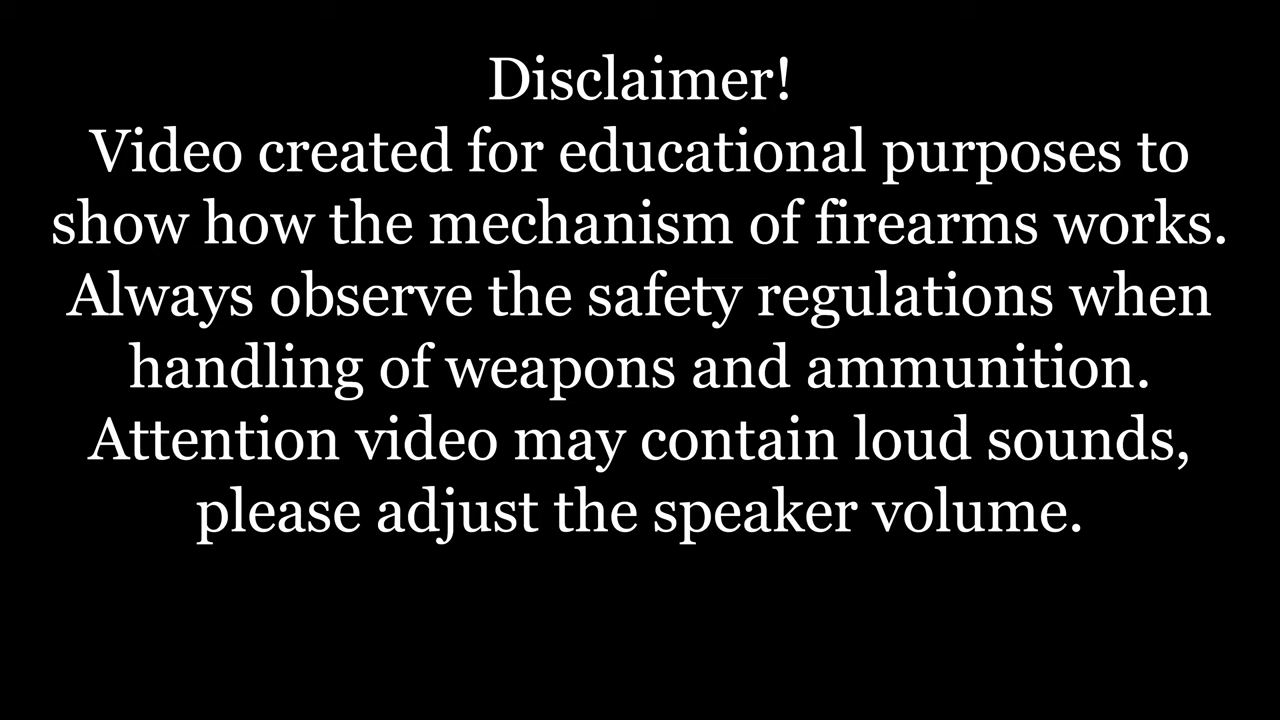 Disclaimer!
Video created for educational purposes to
show how the mechanism of firearms works.
Always observe the safety regulations when
handling of weapons and ammunition.
Attention video may contain loud sounds,
please adjust the speaker volume.